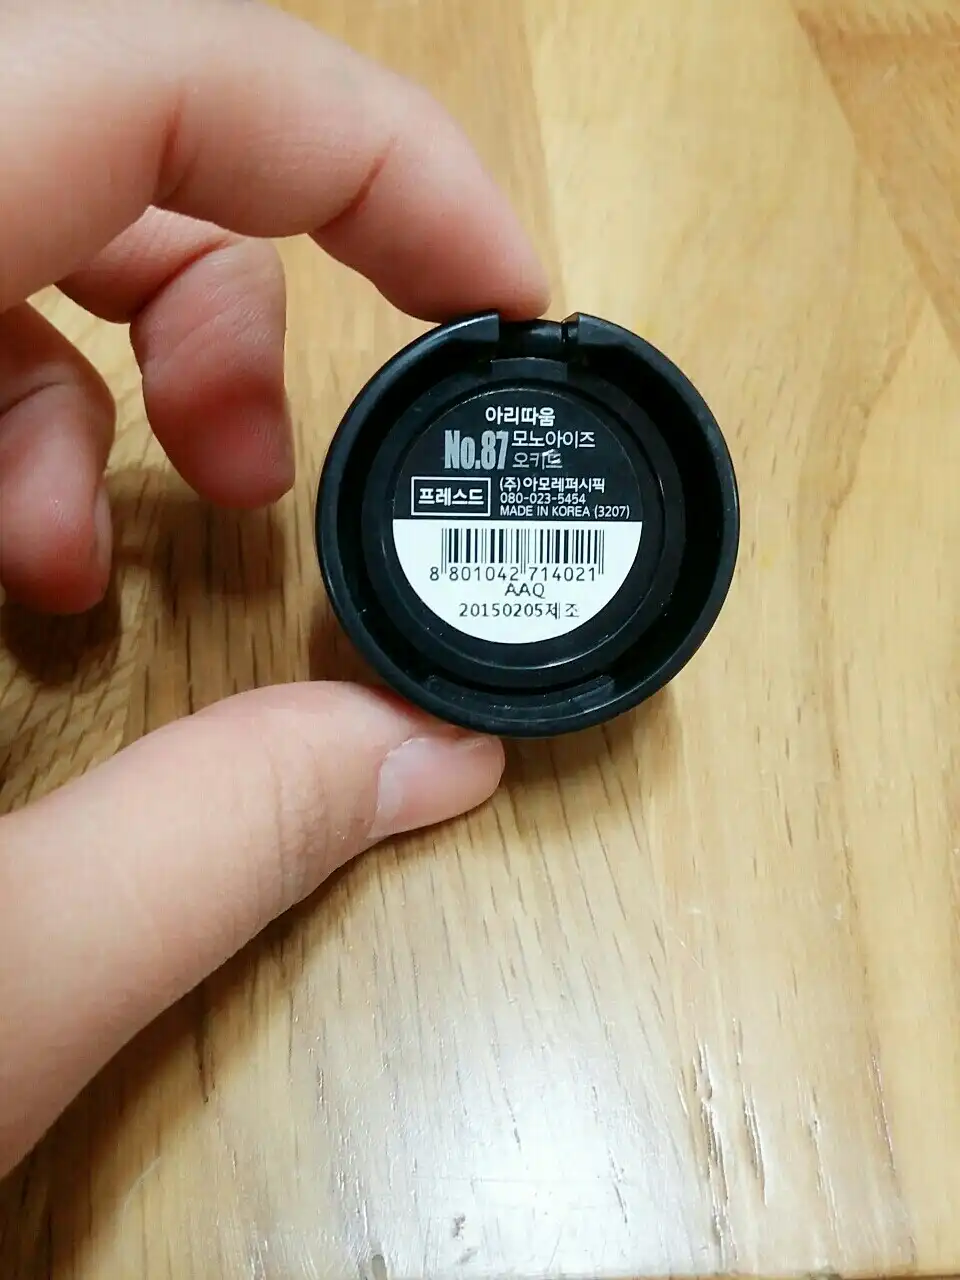 아리따움
No.87 모노아이즈
오키드
프레스드
(주)아모레퍼시픽
080-023-5454
MADE IN KOREA (3207)
8 801042 714021
AAQ
20150205제조